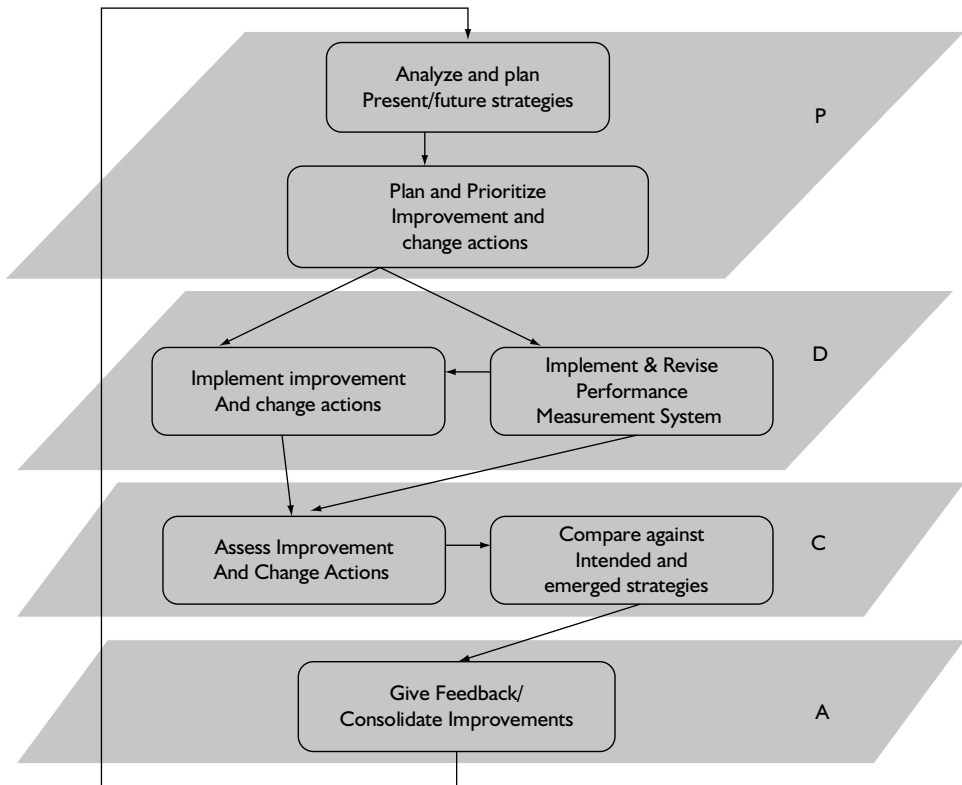 Analyze and plan
Present/future strategies
P
Plan and Prioritize
Improvement and
change actions
D
Implement improvement
And change actions
Implement & Revise
Performance
Measurement System
C
Assess Improvement
And Change Actions
Compare against
Intended and
emerged strategies
Give Feedback/
Consolidate Improvements
A